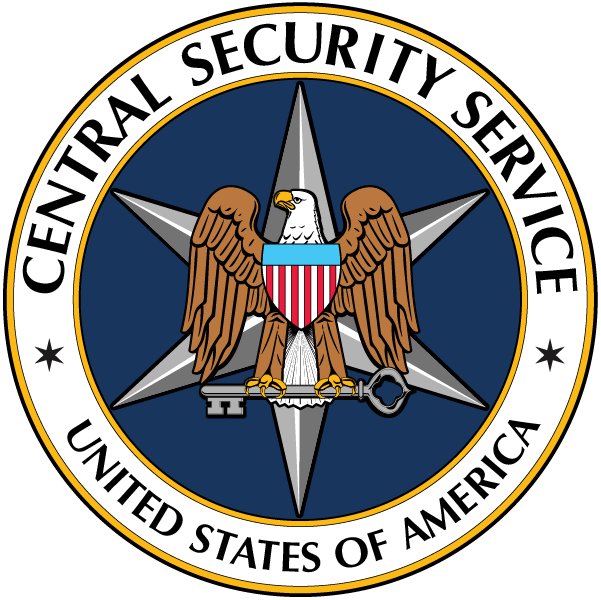 CENTRAL SECURITY SERVICE
UNITED STATES OF AMERICA